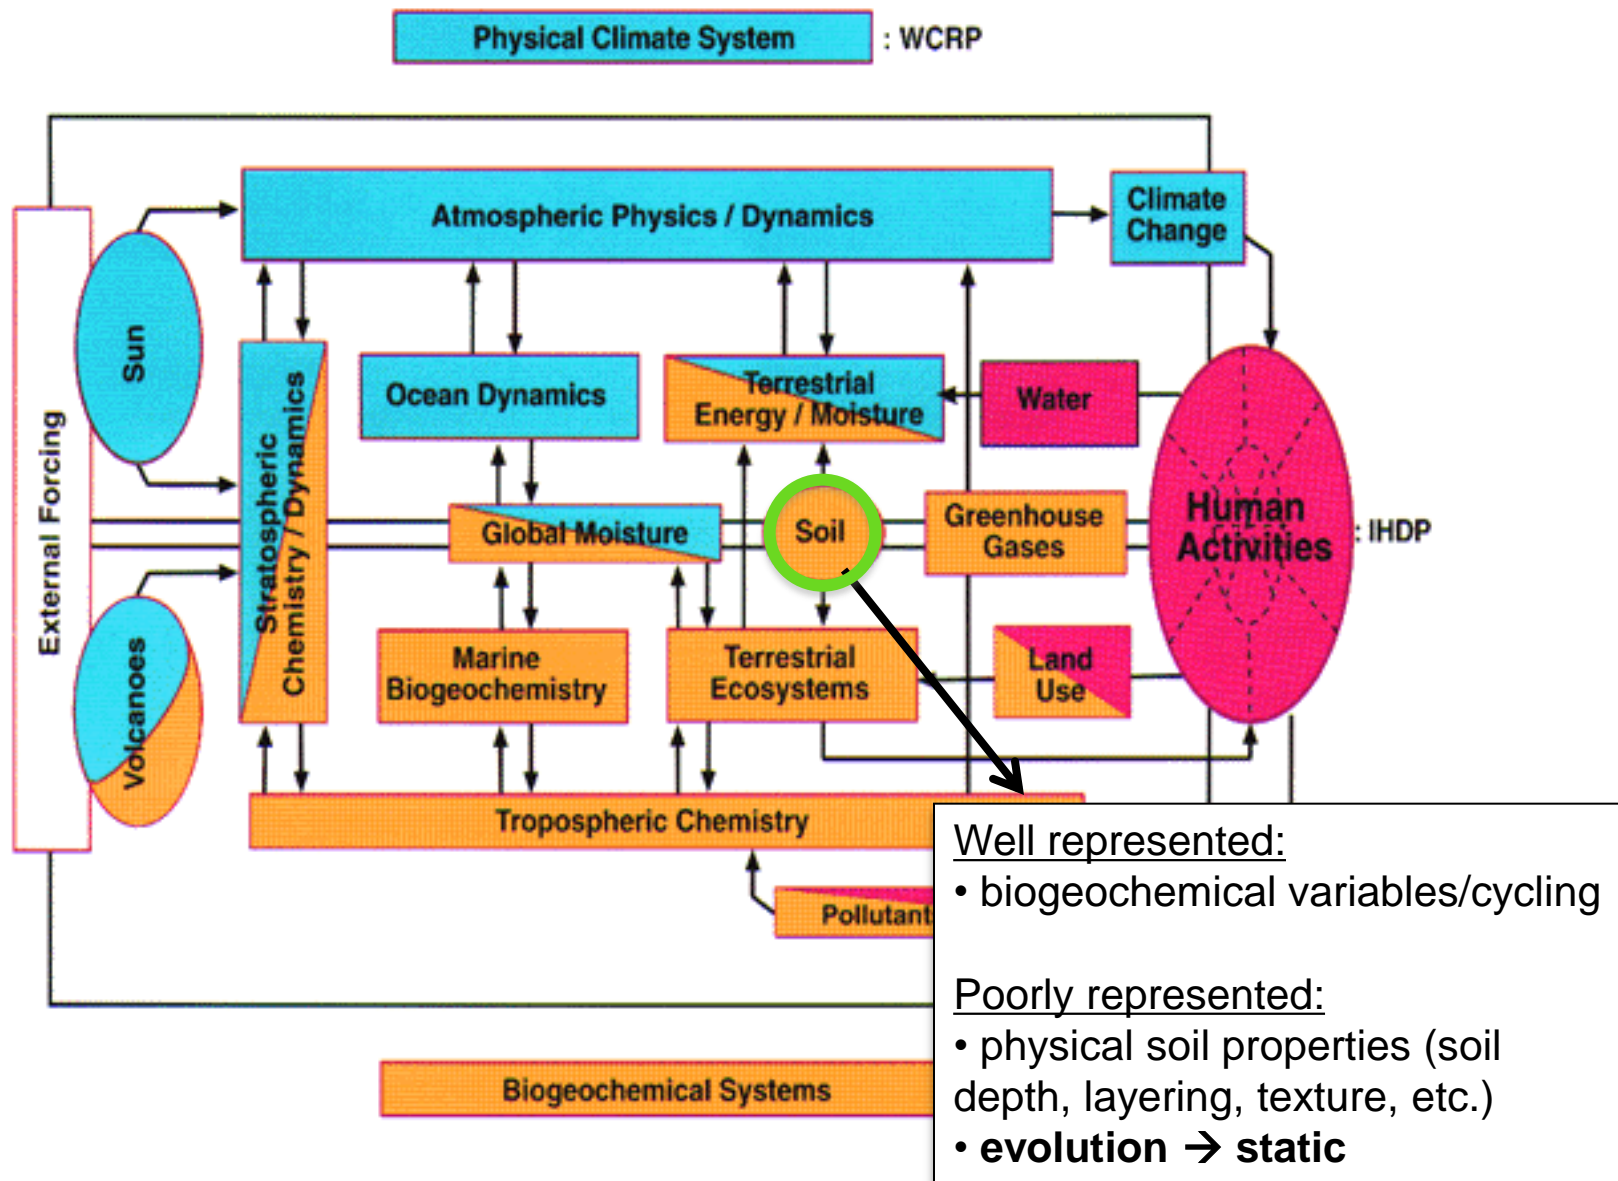 Physical Climate System : WCRP
Atmospheric Physics / Dynamics
Climate
Change
External Forcing
Sun
Stratospheric
Chemistry / Dynamics
Ocean Dynamics
Terrestrial
Energy / Moisture
Water
Global Moisture
Soil
Greenhouse
Gases
Human
Activities
: IHDP
Volcanoes
Marine
Biogeochemistry
Terrestrial
Ecosystems
Land
Use
Tropospheric Chemistry
Pollutants
Biogeochemical Systems
Well represented:
• biogeochemical variables/cycling
Poorly represented:
• physical soil properties (soil
depth, layering, texture, etc.)
• evolution → static